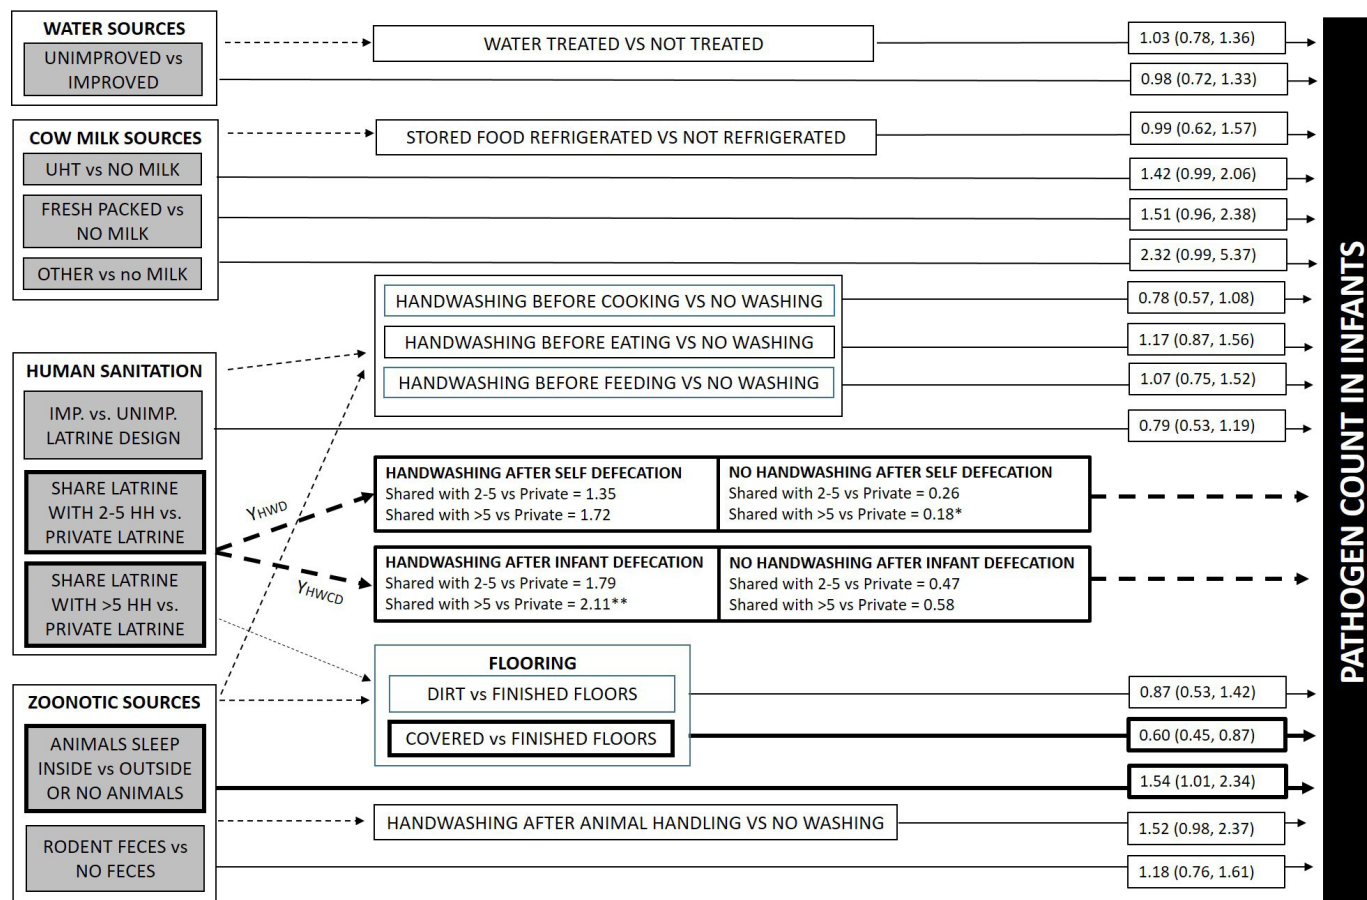 WATER SOURCES
UNIMPROVED vs
IMPROVED
WATER TREATED VS NOT TREATED
1.03 (0.78, 1.36)
0.98 (0.72, 1.33)
COW MILK SOURCES
UHT vs NO MILK
FRESH PACKED vs
NO MILK
OTHER vs no MILK
STORED FOOD REFRIGERATED VS NOT REFRIGERATED
0.99 (0.62, 1.57)
1.42 (0.99, 2.06)
1.51 (0.96, 2.38)
2.32 (0.99, 5.37)
HANDWASHING BEFORE COOKING VS NO WASHING
HANDWASHING BEFORE EATING VS NO WASHING
HANDWASHING BEFORE FEEDING VS NO WASHING
0.78 (0.57, 1.08)
1.17 (0.87, 1.56)
1.07 (0.75, 1.52)
HUMAN SANITATION
IMP. vs. UNIMP.
LATRINE DESIGN
0.79 (0.53, 1.19)
SHARE LATRINE
WITH 2-5 HH vs.
PRIVATE LATRINE
SHARE LATRINE
WITH >5 HH vs.
PRIVATE LATRINE
YHWD
YHWCD
HANDWASHING AFTER SELF DEFECATION
Shared with 2-5 vs Private = 1.35
Shared with >5 vs Private = 1.72
NO HANDWASHING AFTER SELF DEFECATION
Shared with 2-5 vs Private = 0.26
Shared with >5 vs Private = 0.18*
HANDWASHING AFTER INFANT DEFECATION
Shared with 2-5 vs Private = 1.79
Shared with >5 vs Private = 2.11**
NO HANDWASHING AFTER INFANT DEFECATION
Shared with 2-5 vs Private = 0.47
Shared with >5 vs Private = 0.58
FLOORING
DIRT vs FINISHED FLOORS
COVERED vs FINISHED FLOORS
0.87 (0.53, 1.42)
0.60 (0.45, 0.87)
ZOONOTIC SOURCES
ANIMALS SLEEP
INSIDE vs OUTSIDE
OR NO ANIMALS
RODENT FECES vs
NO FECES
1.54 (1.01, 2.34)
HANDWASHING AFTER ANIMAL HANDLING VS NO WASHING
1.52 (0.98, 2.37)
1.18 (0.76, 1.61)
PATHOGEN COUNT IN INFANTS